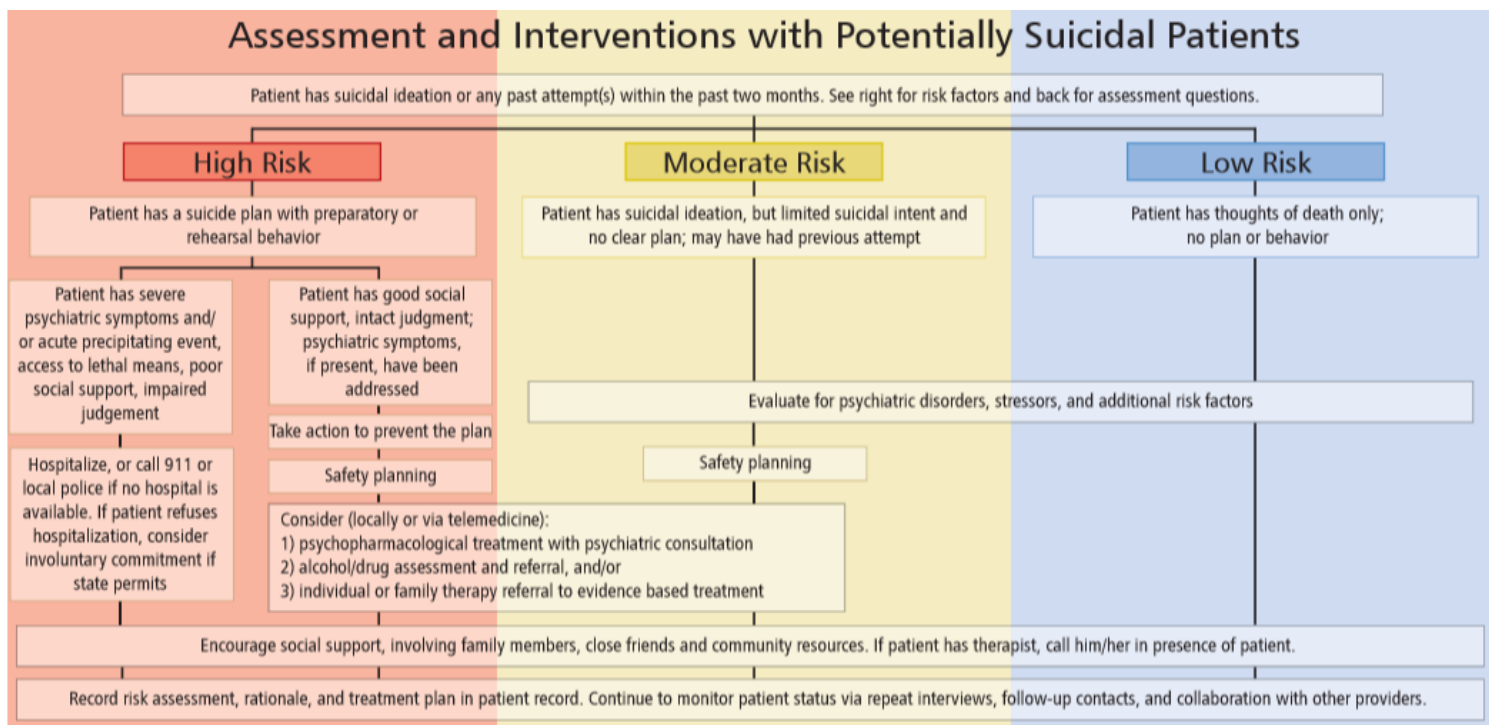 Assessment and Interventions with Potentially Suicidal Patients
Patient has suicidal ideation or any past attempt(s) within the past two months. See right for risk factors and back for assessment questions.
High Risk
Moderate Risk
Low Risk
Patient has a suicide plan with preparatory or
rehearsal behavior
Patient has suicidal ideation, but limited suicidal intent and
no clear plan; may have had previous attempt
Patient has thoughts of death only;
no plan or behavior
Patient has severe
psychiatric symptoms and/
or acute precipitating event,
access to lethal means, poor
social support, impaired
judgement
Patient has good social
support, intact judgment;
psychiatric symptoms,
if present, have been
addressed
Evaluate for psychiatric disorders, stressors, and additional risk factors
Take action to prevent the plan
Safety planning
Safety planning
Hospitalize, or call 911 or
local police if no hospital is
available. If patient refuses
hospitalization, consider
involuntary commitment if
state permits
Consider (locally or via telemedicine):
1) psychopharmacological treatment with psychiatric consultation
2) alcohol/drug assessment and referral, and/or
3) individual or family therapy referral to evidence based treatment
Encourage social support, involving family members, close friends and community resources. If patient has therapist, call him/her in presence of patient.
Record risk assessment, rationale, and treatment plan in patient record. Continue to monitor patient status via repeat interviews, follow-up contacts, and collaboration with other providers.